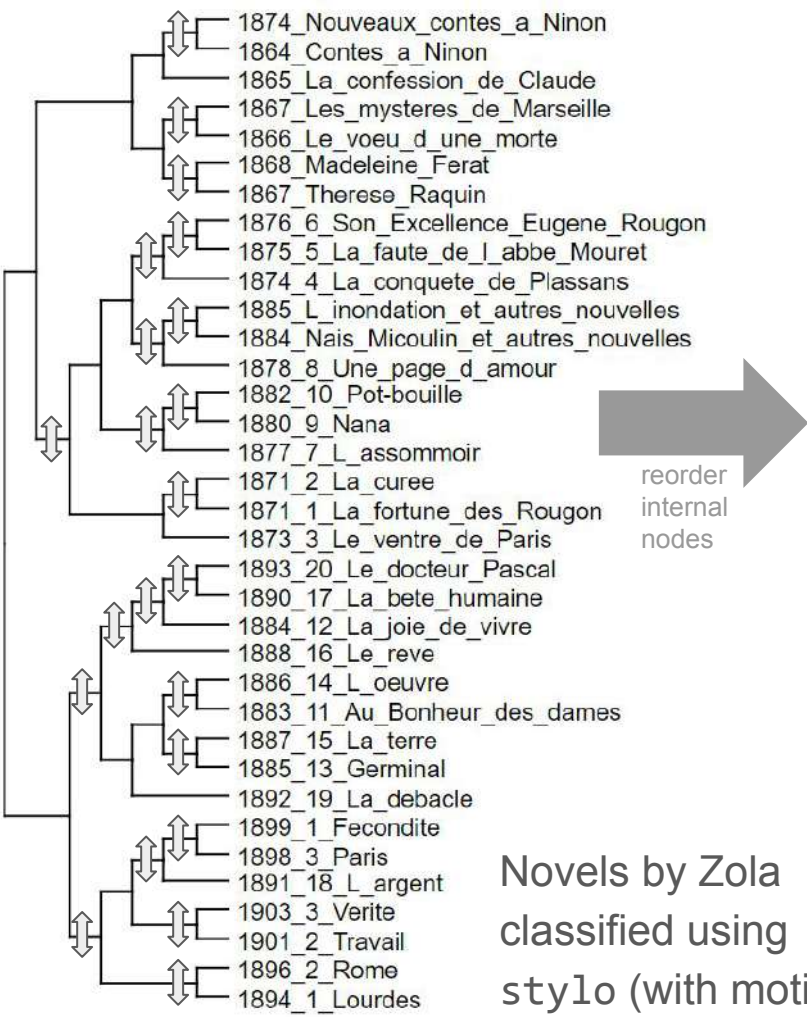 1874_Nouveaux_contes_a_Ninon
1864_Contes_a_Ninon
1865_La_confession_de_Claude
1867_Les_mysteres_de_Marseille
1866_Le_voeu_d_une_morte
1868_Madeleine_Ferat
1867_Therese_Raquin
1876_6_Son_Excellence_Eugene_Rougon
1875_5_La_faute_de_l_abbe_Mouret
1874_4_La_conquete_de_Plassans
1885_L_inondation_et_autres_nouvelles
1884_Nais_Micoulin_et_autres_nouvelles
1878_8_Une_page_d_amour
1882_10_Pot-bouille
1880_9_Nana
1877_7_L_assommoir
1871_2_La_curee
1871_1_La_fortune_des_Rougon
1873_3_Le_ventre_de_Paris
1893_20_Le_docteur_Pascal
1890_17_La_bete_humaine
1884_12_La_joie_de_vivre
1888_16_Le_reve
1886_14_L_oeuvre
1883_11_Au_Bonheur_des_dames
1887_15_La_terre
1885_13_Germinal
1892_19_La_debacle
1899_1_Fecondite
1898_3_Paris
1891_18_L_argent
1903_3_Verite
1901_2_Travail
1896_2_Rome
1894_1_Lourdes
reorder
internal
nodes
Novels by Zola
classified using
stylo (with moti